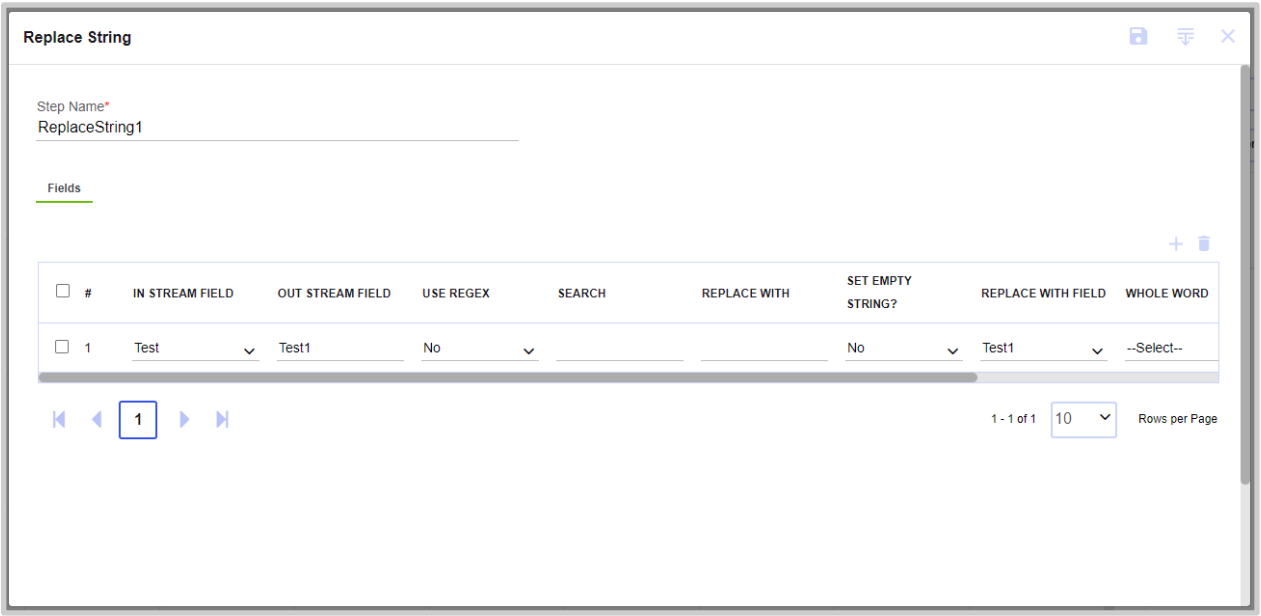 Replace String
Step Name*
ReplaceString1
Fields
# IN STREAM FIELD OUT STREAM FIELD USE REGEX SEARCH REPLACE WITH SET EMPTY STRING? REPLACE WITH FIELD WHOLE WORD
1 Test Test1 No No Test1 --Select--
1 1 - 1 of 1 10 Rows per Page